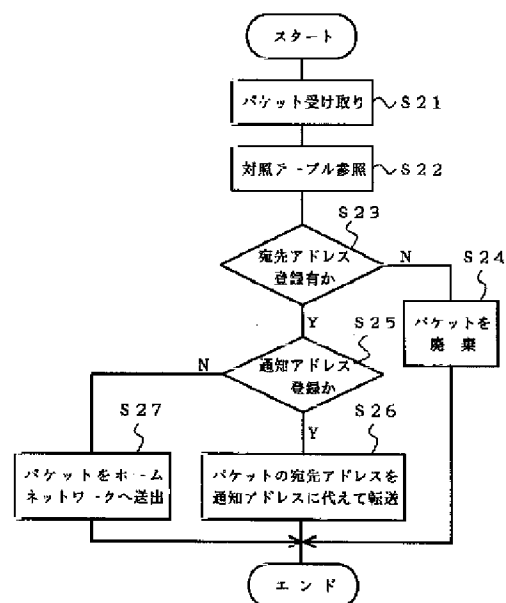 スタート
パケット受け取り
S21
対照テーブル参照
S22
S23
宛先アドレス
登録有か
N
S24
パケットを
廃棄
Y
S25
通知アドレス
登録か
N
S27
パケットをホーム
ネットワークへ送出
Y
S26
パケットの宛先アドレスを
通知アドレスに代えて転送
エンド